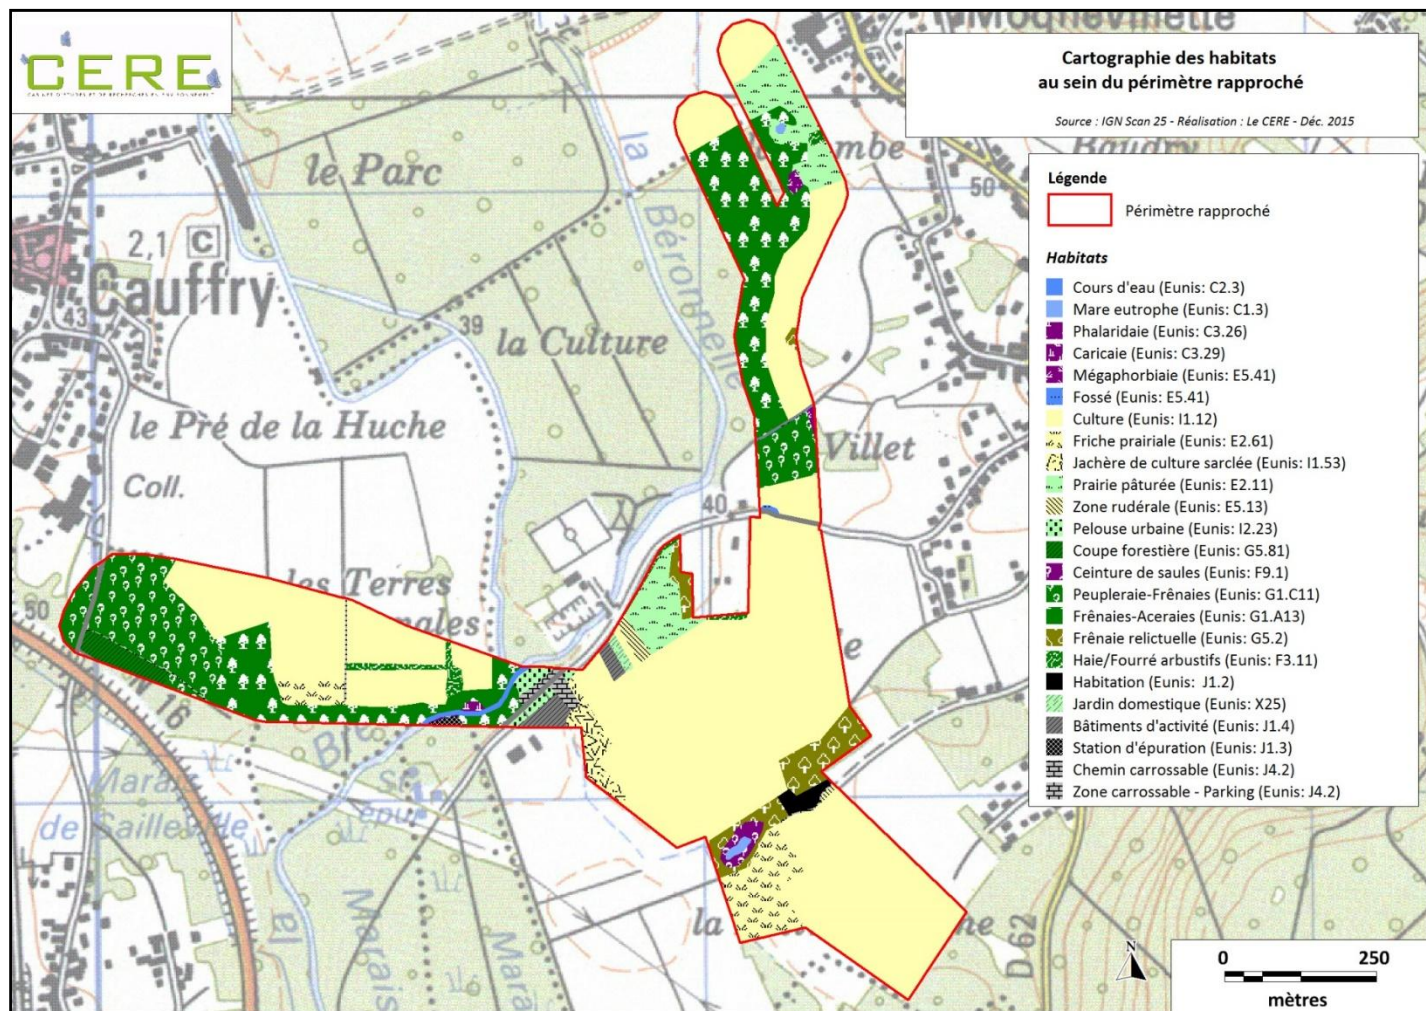 CERE
Moquevillette
Cartographie des habitats
au sein du périmètre rapproché
Source : IGN Scan 25 - Réalisation : Le CERE - Déc. 2015
Baudry
50
le Parc
la Béronnelle
2,1 C
Cauffry
43
39
la Culture
le Pré de la Huche
Coll.
Villet
40
les Terres
50
16
Marais
de Sailleville
Marais
D 62
Légende
Périmètre rapproché
Habitats
Cours d'eau (Eunis: C2.3)
Mare eutrophe (Eunis: C1.3)
Phalaridaie (Eunis: C3.26)
Caricaie (Eunis: C3.29)
Mégaphorbiaie (Eunis: E5.41)
Fossé (Eunis: E5.41)
Culture (Eunis: I1.12)
Friche prairiale (Eunis: E2.61)
Jachère de culture sarclée (Eunis: I1.53)
Prairie pâturée (Eunis: E2.11)
Zone rudérale (Eunis: E5.13)
Pelouse urbaine (Eunis: I2.23)
Coupe forestière (Eunis: G5.81)
Ceinture de saules (Eunis: F9.1)
Peupleraie-Frênaies (Eunis: G1.C11)
Frênaies-Aceraies (Eunis: G1.A13)
Frênaie relictuelle (Eunis: G5.2)
Haie/Fourré arbustifs (Eunis: F3.11)
Habitation (Eunis: J1.2)
Jardin domestique (Eunis: X25)
Bâtiments d'activité (Eunis: J1.4)
Station d'épuration (Eunis: J1.3)
Chemin carrossable (Eunis: J4.2)
Zone carrossable - Parking (Eunis: J4.2)
N
0 250
mètres